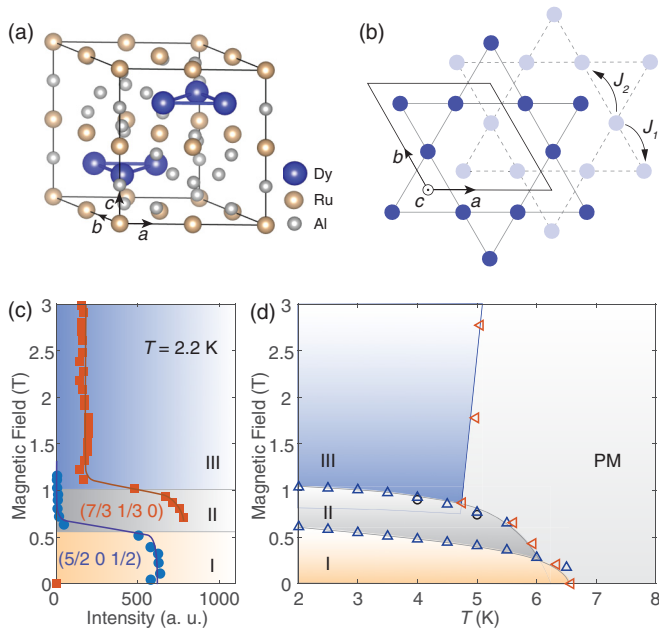 (a)
c
b
a
Dy
Ru
Al
(b)
J2
J1
b
c
a
(c)
Magnetic Field (T)
3
2.5
2
1.5
1
0.5
0
T = 2.2 K
III
(7/3 1/3 0)
II
(5/2 0 1/2)
I
0
500
1000
Intensity (a. u.)
(d)
Magnetic Field (T)
3
2.5
2
1.5
1
0.5
0
III
PM
II
I
2 3 4 5 6 7 8
T (K)